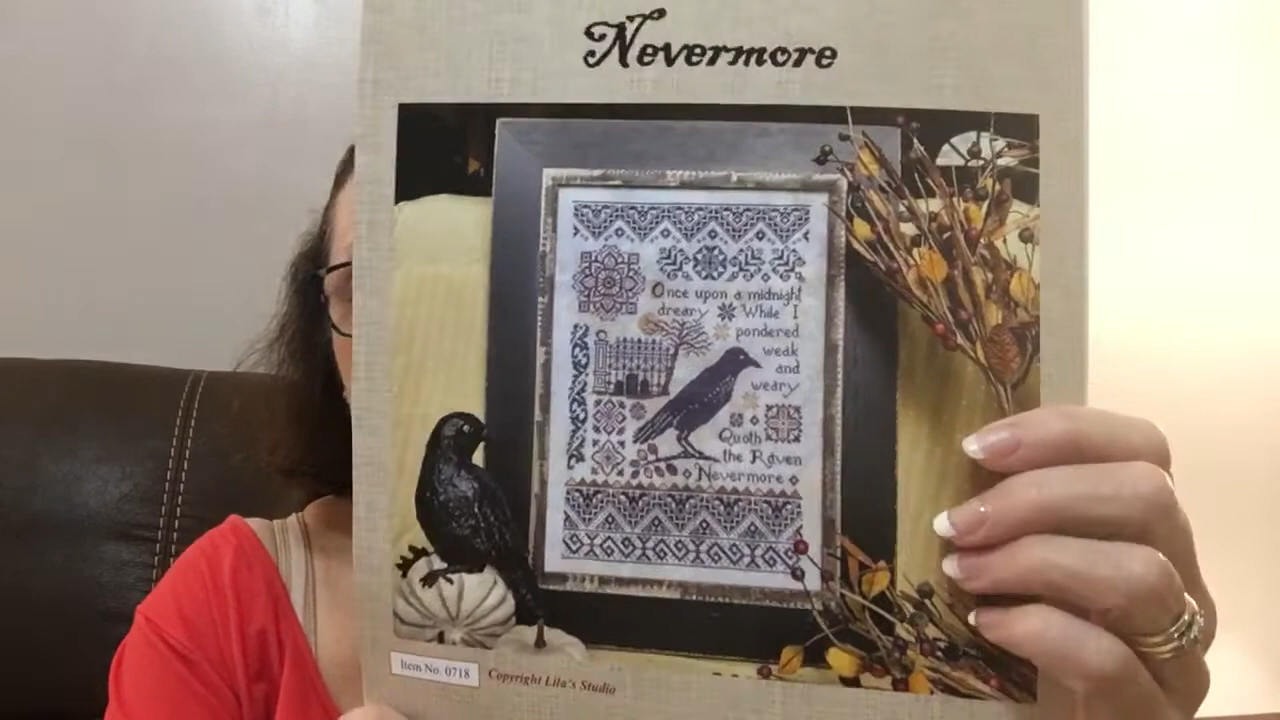 Nevermore
Once upon a midnight
dreary While I
pondered
weak
and
weary
Quoth
the Raven
Nevermore
Item No. 0718
Copyright Lila's Studio